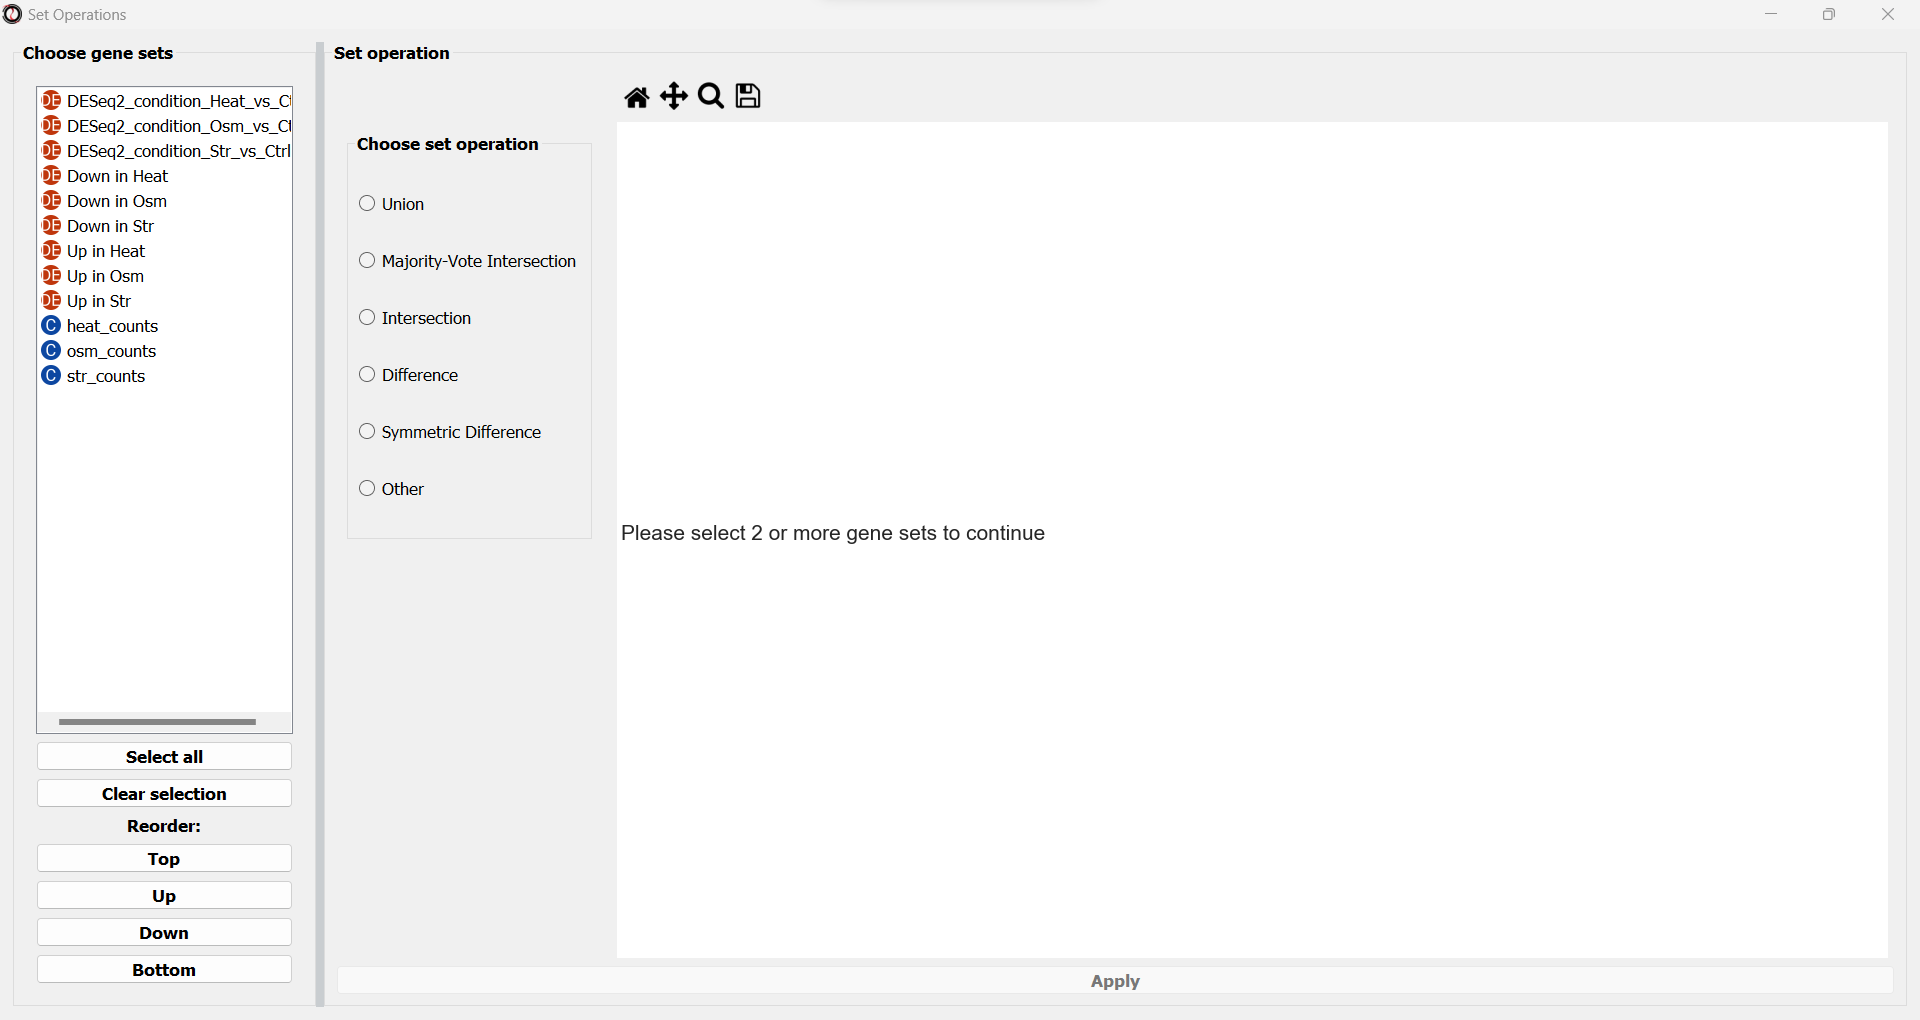 Set Operations
Choose gene sets
DE DESeq2_condition_Heat_vs_Ct
DE DESeq2_condition_Osm_vs_Ct
DE DESeq2_condition_Str_vs_Ctrl
DE Down in Heat
DE Down in Osm
DE Down in Str
DE Up in Heat
DE Up in Osm
DE Up in Str
C heat_counts
C osm_counts
C str_counts
Select all
Clear selection
Reorder:
Top
Up
Down
Bottom
Set operation
Choose set operation
Union
Majority-Vote Intersection
Intersection
Difference
Symmetric Difference
Other
Please select 2 or more gene sets to continue
Apply